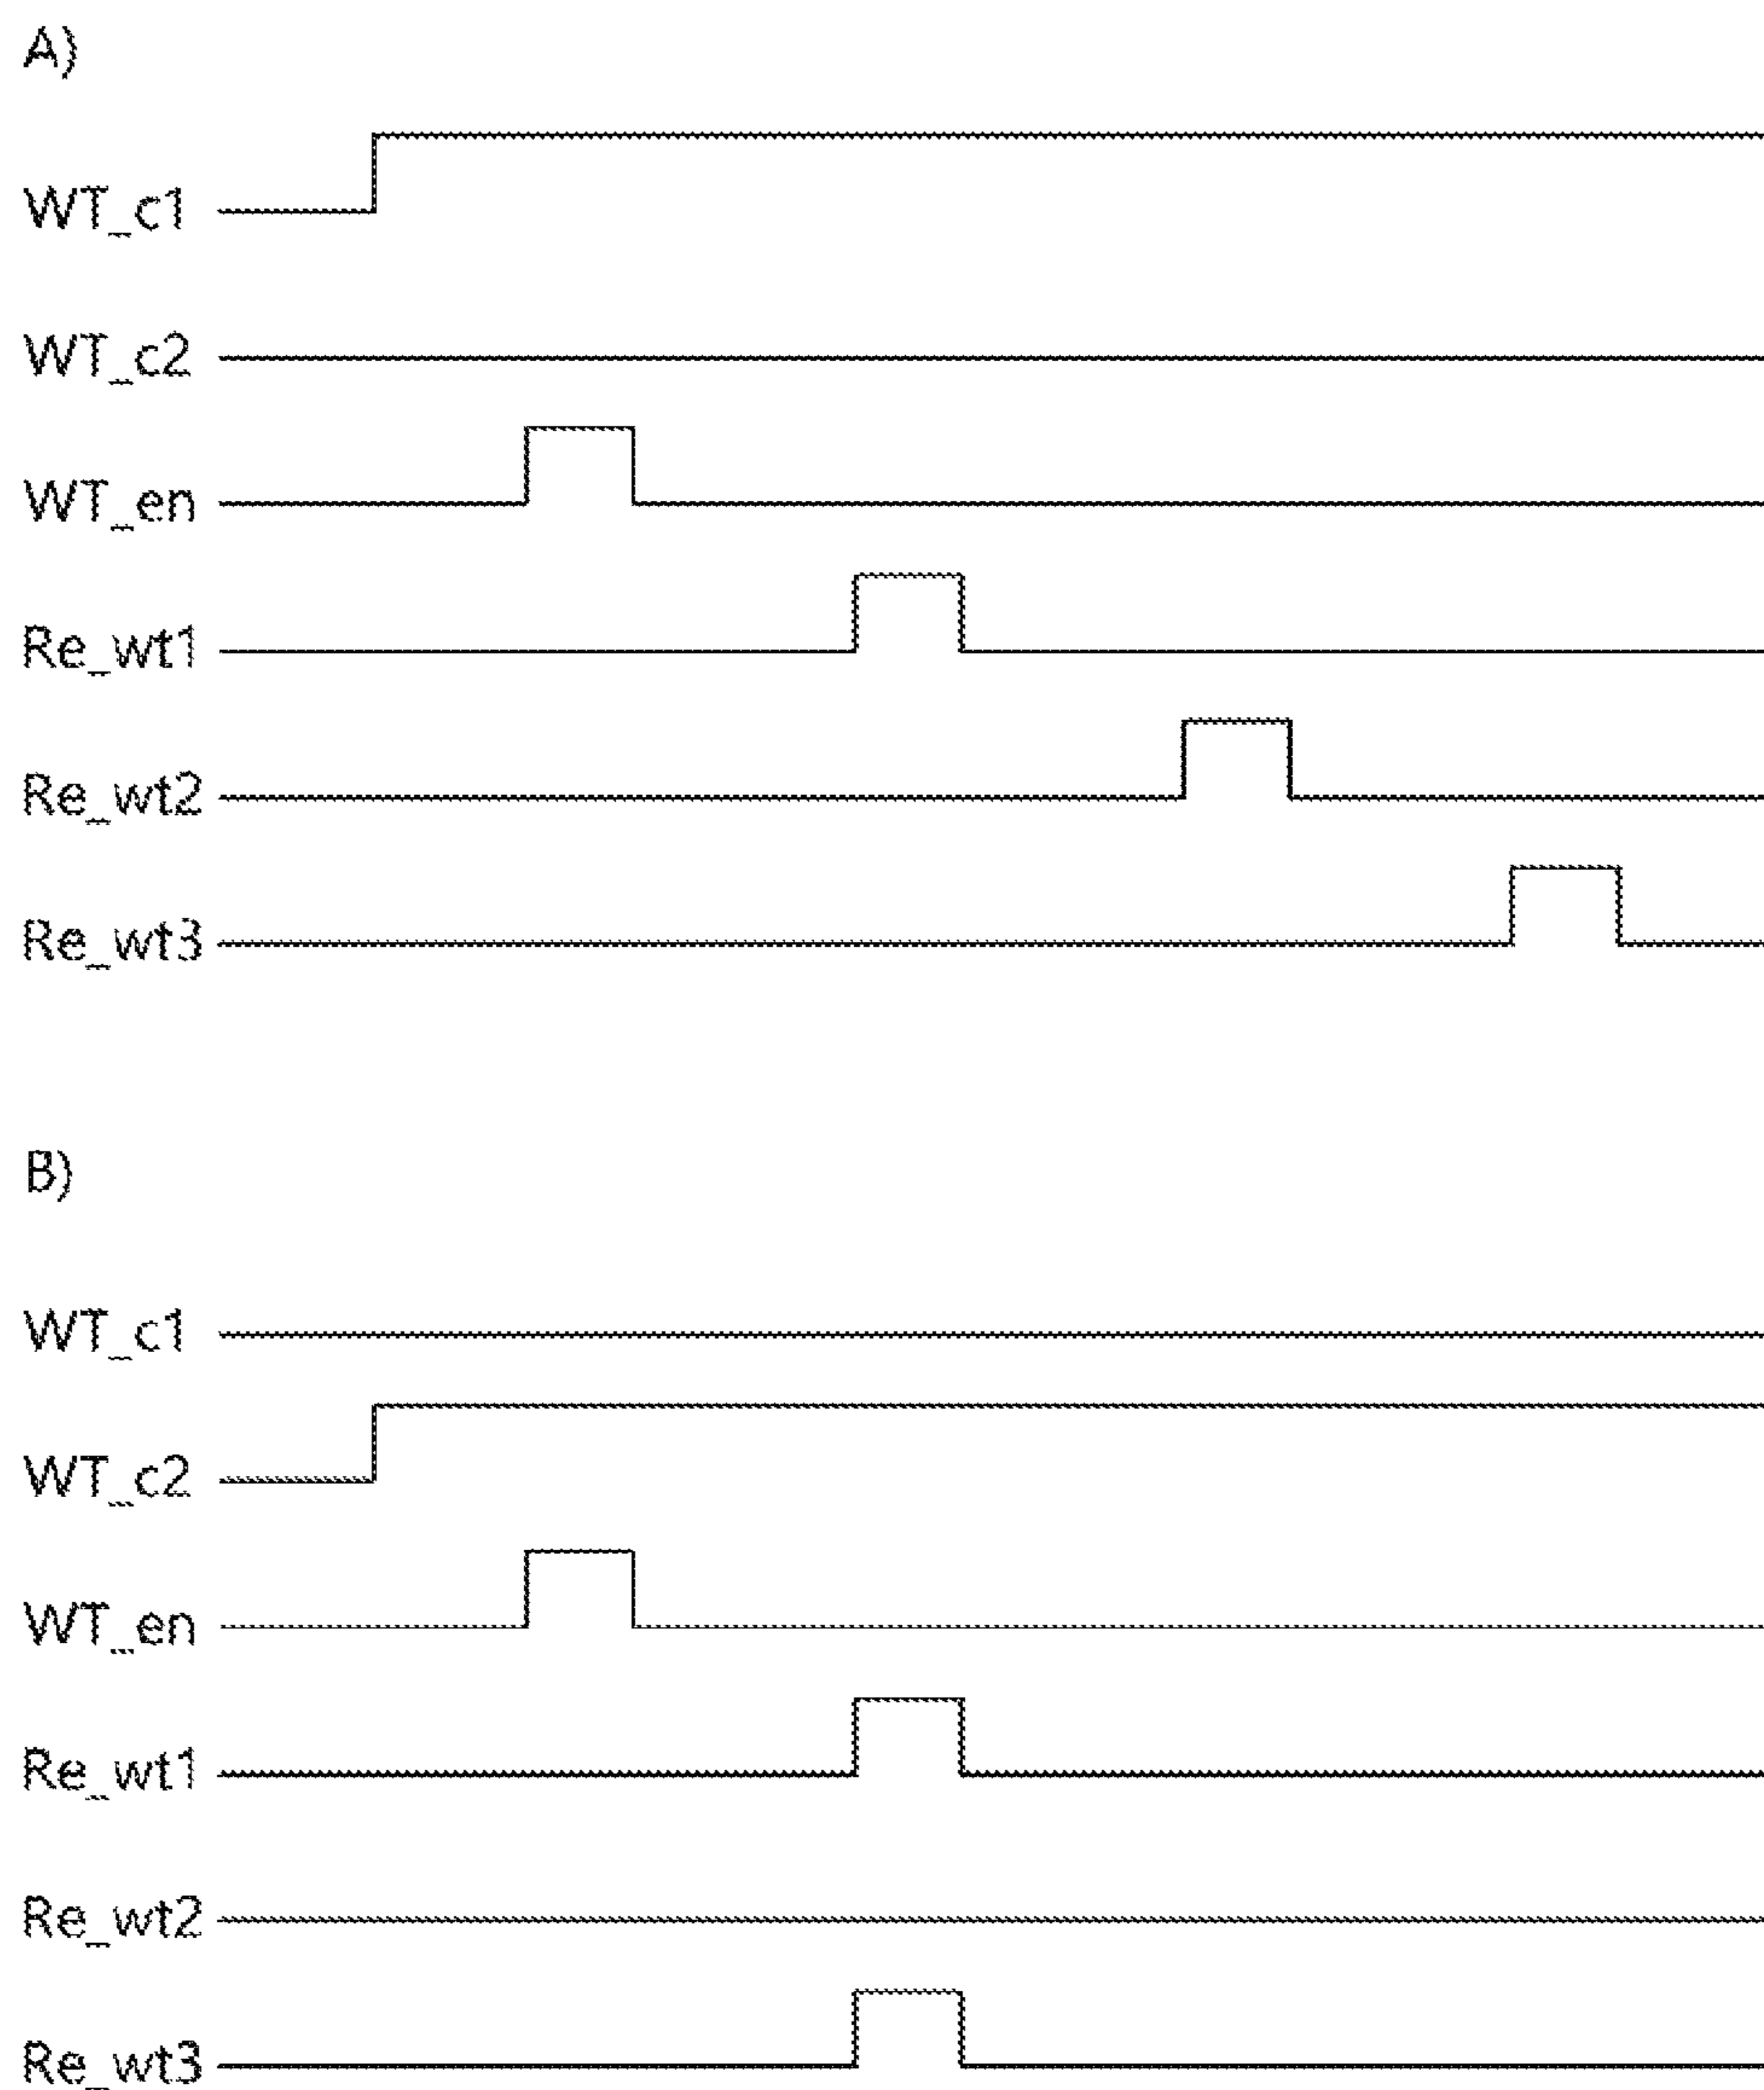 A)
WT_c1
WT_c2
WT_en
Re_wt1
Re_wt2
Re_wt3
B)
WT_c1
WT_c2
WT_en
Re_wt1
Re_wt2
Re_wt3